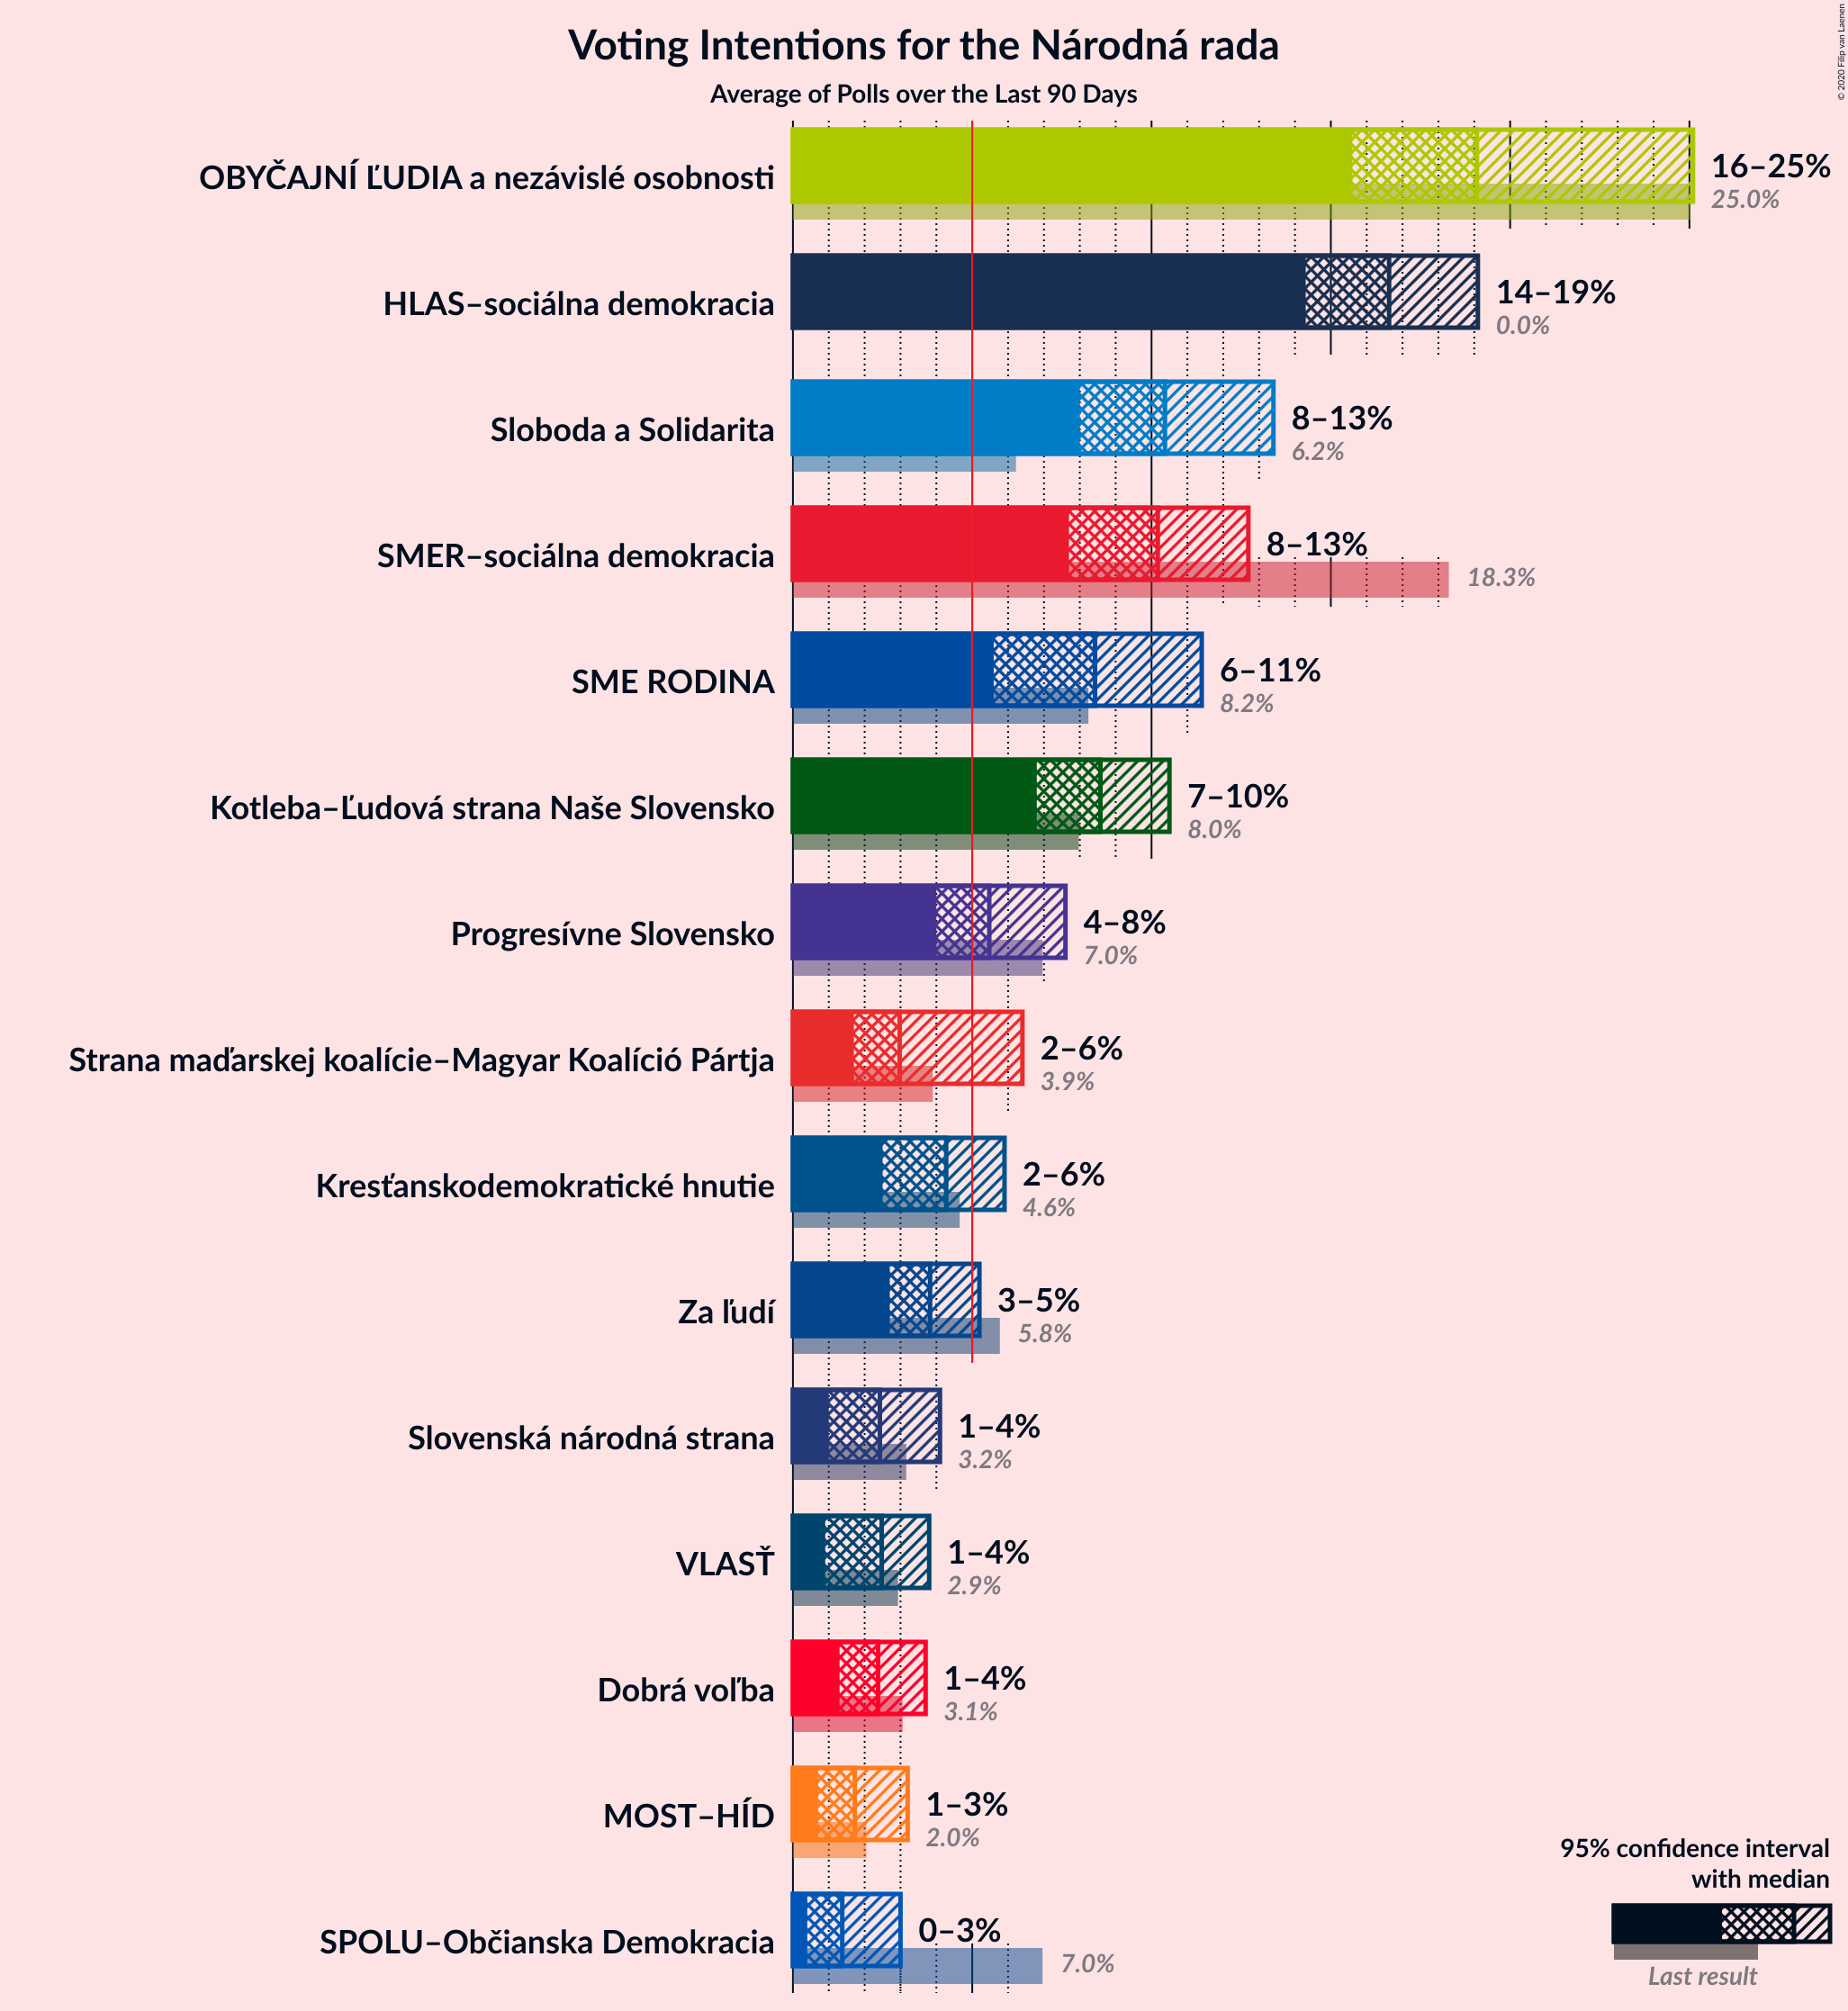 Voting Intentions for the Národná rada
Average of Polls over the Last 90 Days
© 2020 Filip van Laenen
OBYČAJNÍ ĽUDIA a nezávislé osobnosti
16–25%
25.0%
HLAS–sociálna demokracia
14–19%
0.0%
Sloboda a Solidarita
8–13%
6.2%
SMER–sociálna demokracia
8–13%
18.3%
SME RODINA
6–11%
8.2%
Kotleba–Ľudová strana Naše Slovensko
7–10%
8.0%
Progresívne Slovensko
4–8%
7.0%
Strana maďarskej koalície–Magyar Koalíció Pártja
2–6%
3.9%
Kresťanskodemokratické hnutie
2–6%
4.6%
Za ľudí
3–5%
5.8%
Slovenská národná strana
1–4%
3.2%
VLASŤ
1–4%
2.9%
Dobrá voľba
1–4%
3.1%
MOST–HÍD
1–3%
2.0%
SPOLU–Občianska Demokracia
0–3%
7.0%
95% confidence interval
with median
Last result